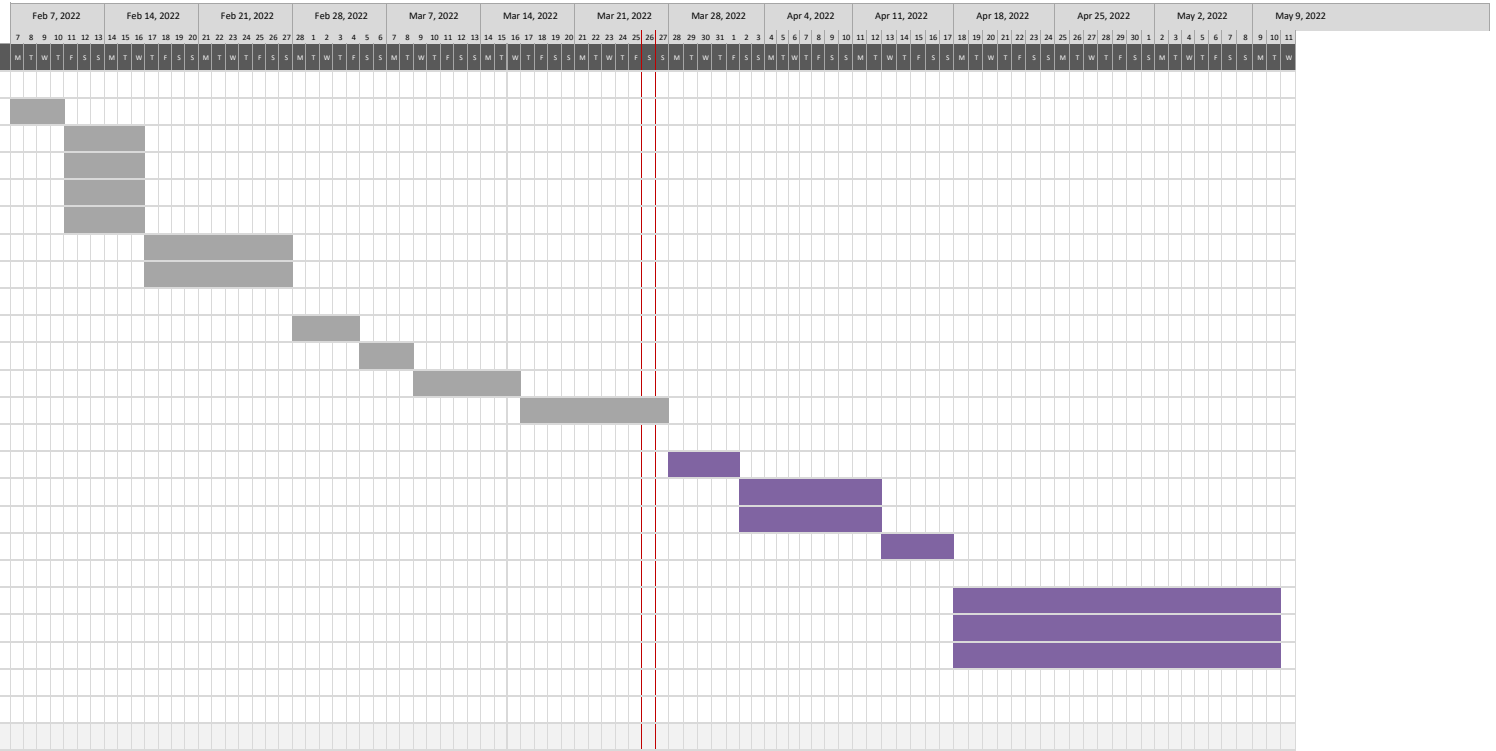 Feb 7, 2022 Feb 14, 2022 Feb 21, 2022 Feb 28, 2022 Mar 7, 2022 Mar 14, 2022 Mar 21, 2022 Mar 28, 2022 Apr 4, 2022 Apr 11, 2022 Apr 18, 2022 Apr 25, 2022 May 2, 2022 May 9, 2022
7 8 9 10 11 12 13 14 15 16 17 18 19 20 21 22 23 24 25 26 27 28 1 2 3 4 5 6 7 8 9 10 11 12 13 14 15 16 17 18 19 20 21 22 23 24 25 26 27 28 29 30 31 1 2 3 4 5 6 7 8 9 10 11 12 13 14 15 16 17 18 19 20 21 22 23 24 25 26 27 28 29 30 1 2 3 4 5 6 7 8 9 10 11
M T W T F S S M T W T F S S M T W T F S S M T W T F S S M T W T F S S M T W T F S S M T W T F S S M T W T F S S M T W T F S S M T W T F S S M T W T F S S M T W T F S S M T W T F S S M T W